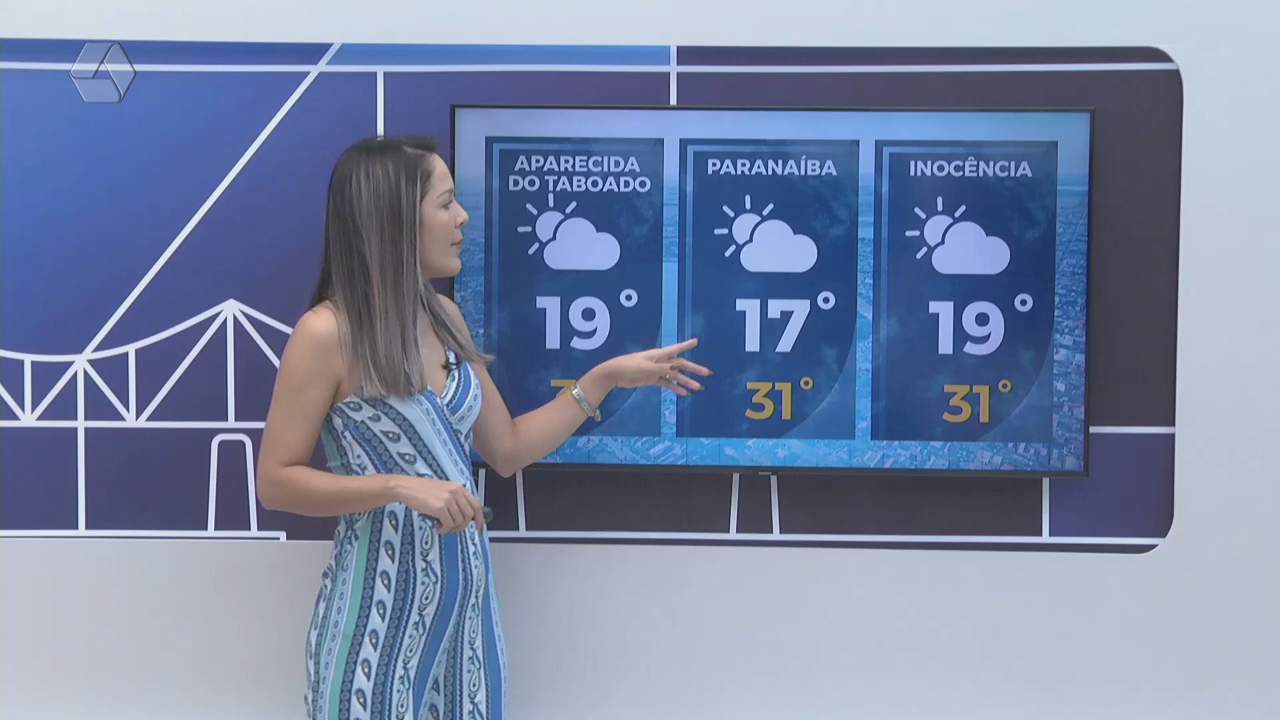 APARECIDA
DO TABOADO
19°
PARANAÍBA
17°
31°
INOCÊNCIA
19°
31°